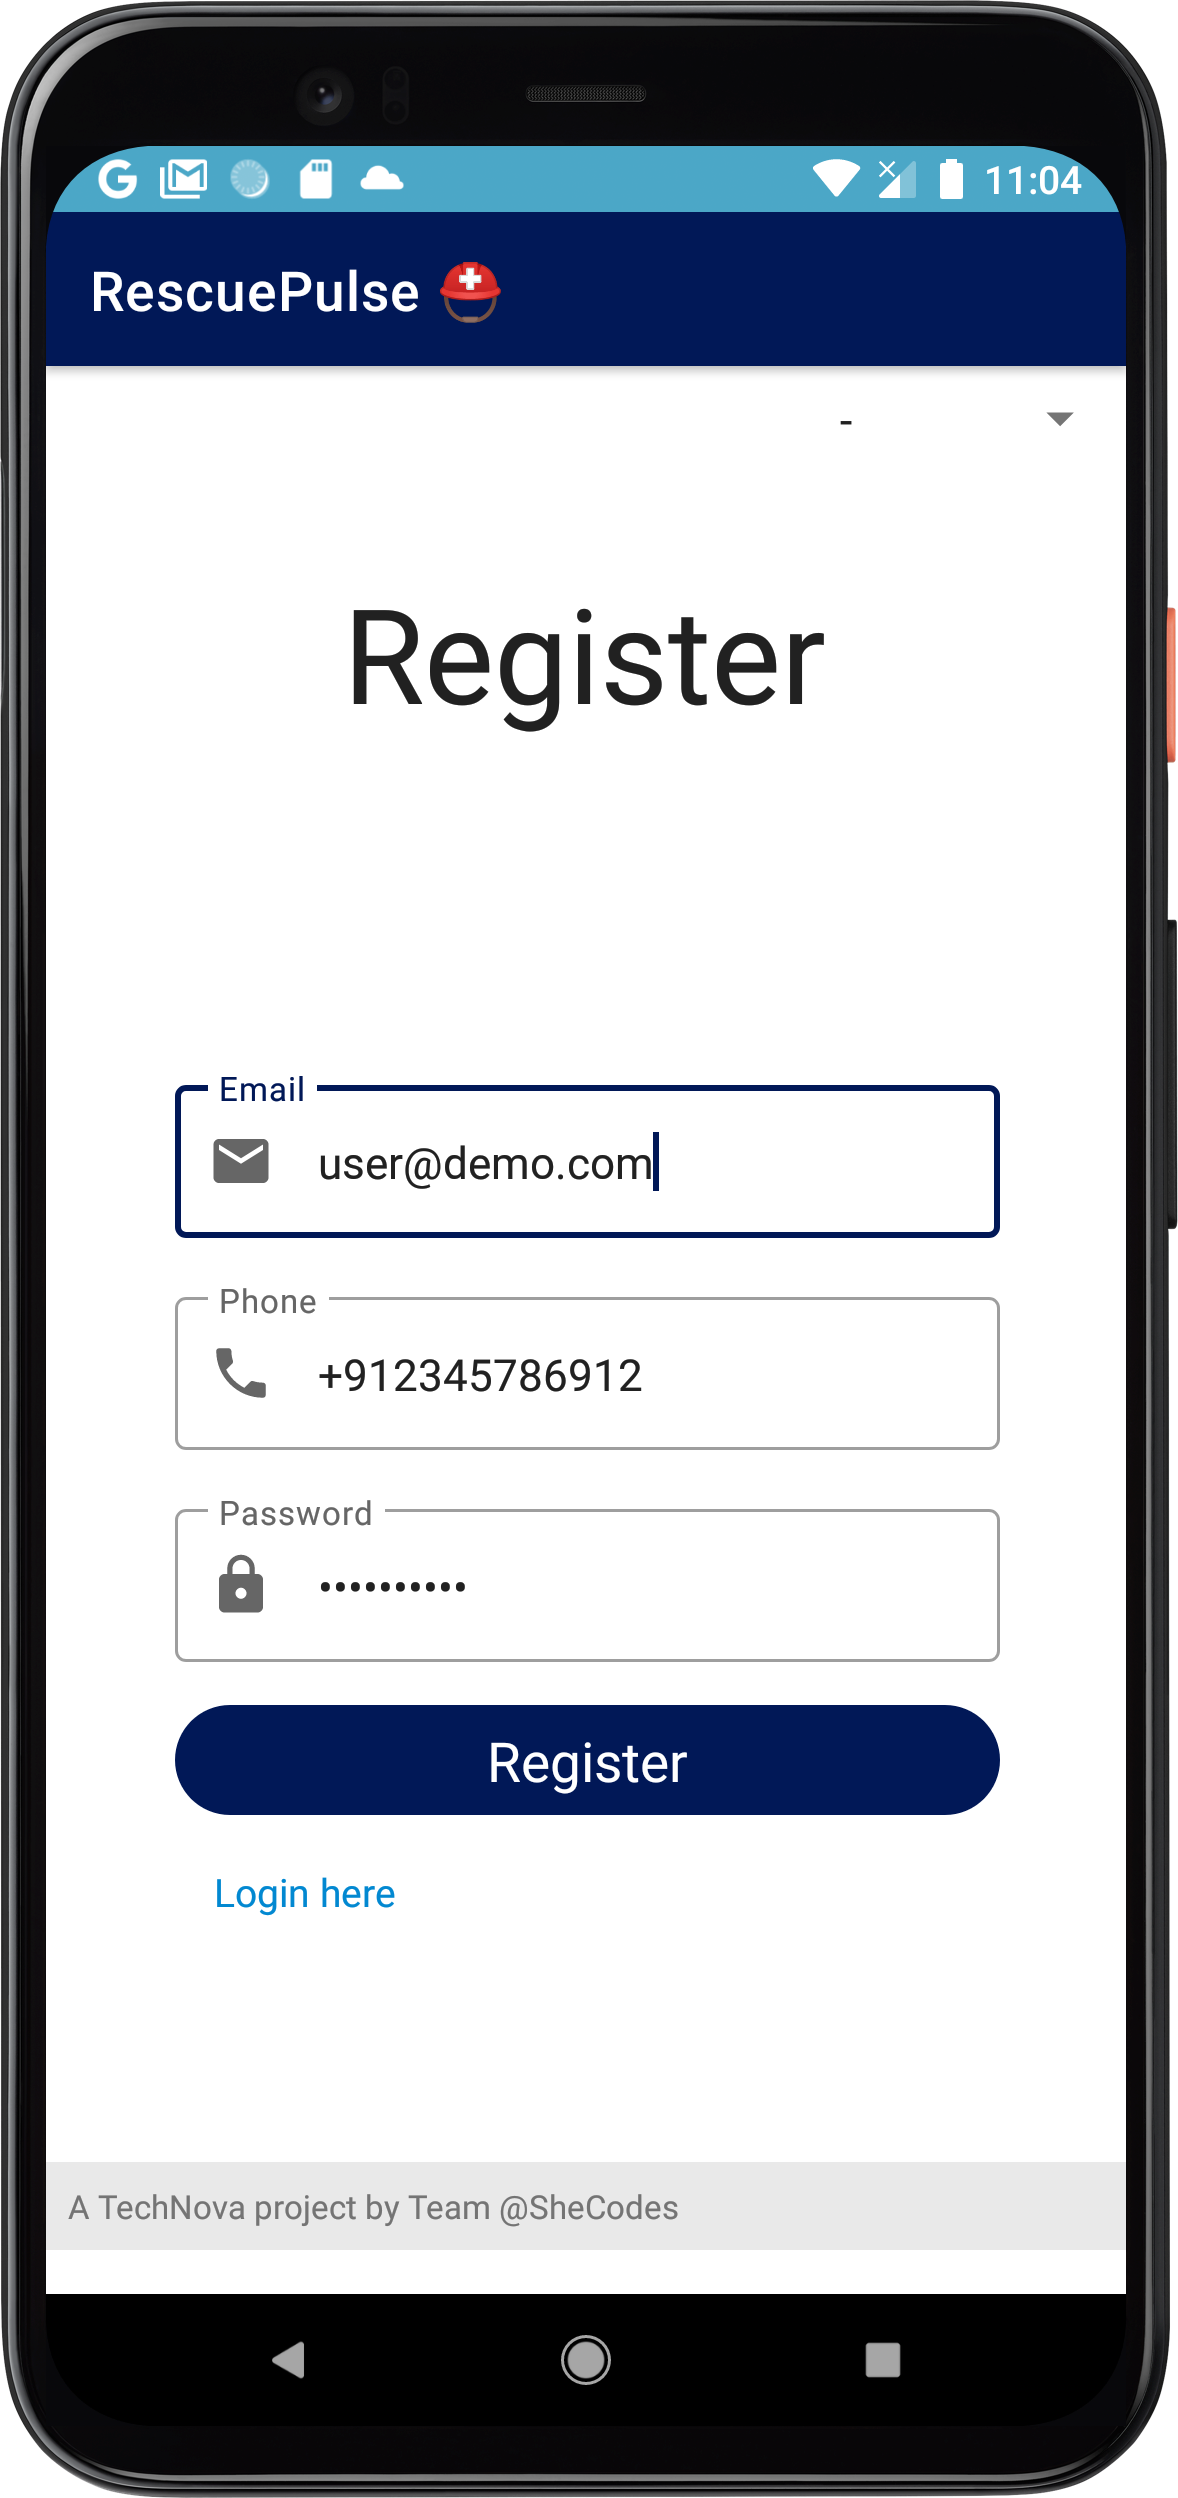 11:04
RescuePulse
-
Register
Email
user@demo.com
Phone
+912345786912
Password
••••••••••
Register
Login here
A TechNova project by Team @SheCodes